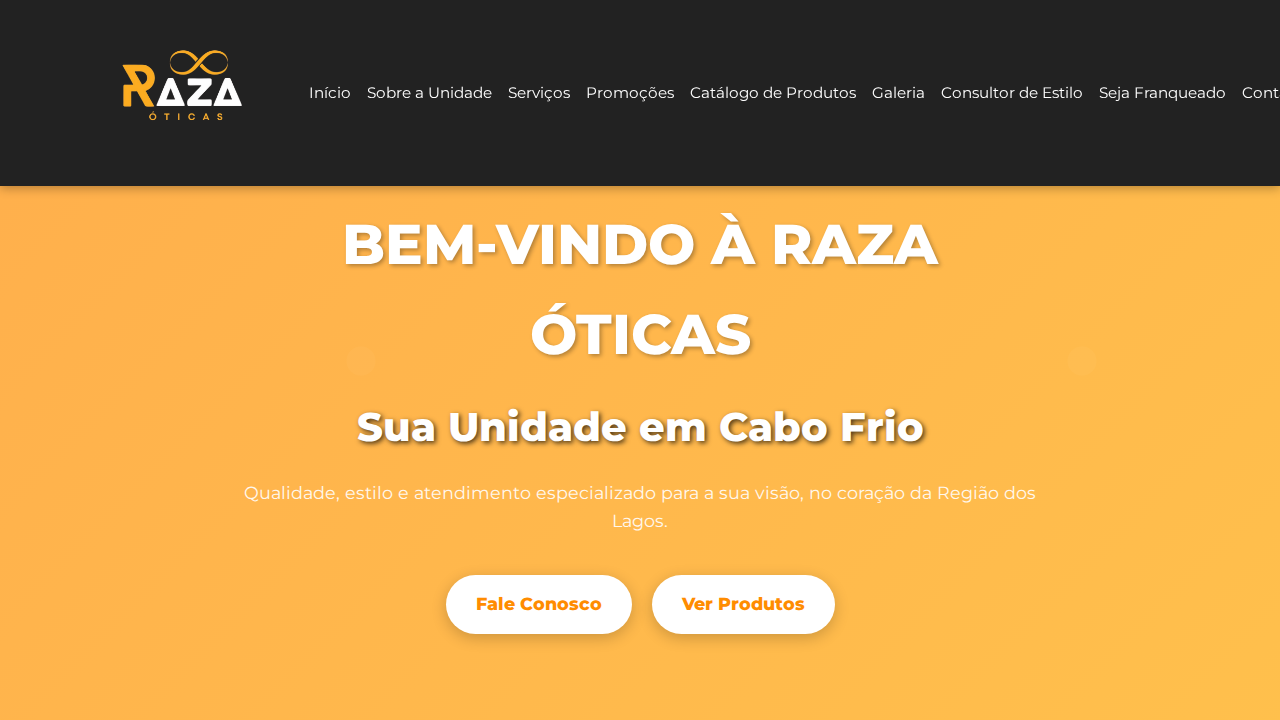 RAZA
ÓTICAS
Início Sobre a Unidade Serviços Promoções Catálogo de Produtos Galeria Consultor de Estilo Seja Franqueado Cont
BEM-VINDO À RAZA
ÓTICAS
Sua Unidade em Cabo Frio
Qualidade, estilo e atendimento especializado para a sua visão, no coração da Região dos
Lagos.
Fale Conosco Ver Produtos